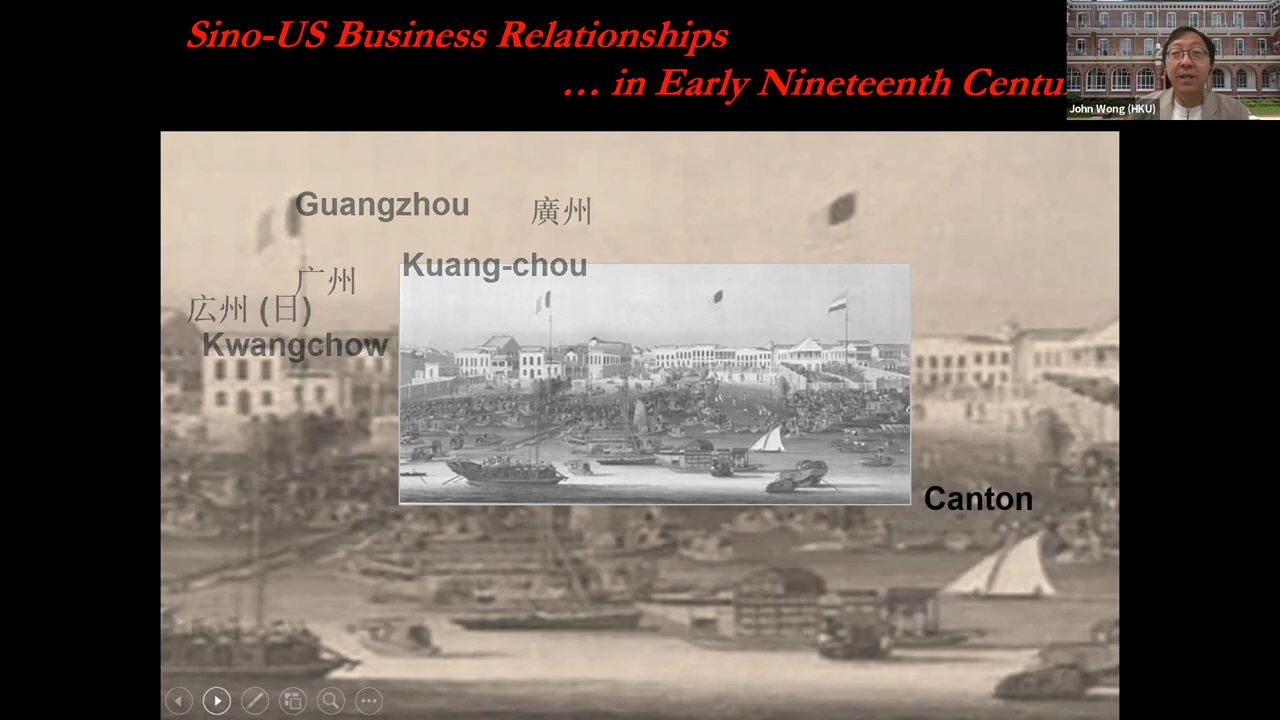 Sino-US Business Relationships
... in Early Nineteenth Centu
John Wong (HKU)
Guangzhou
廣州
Kuang-chou
广州
広州 (日)
Kwangchow
Canton